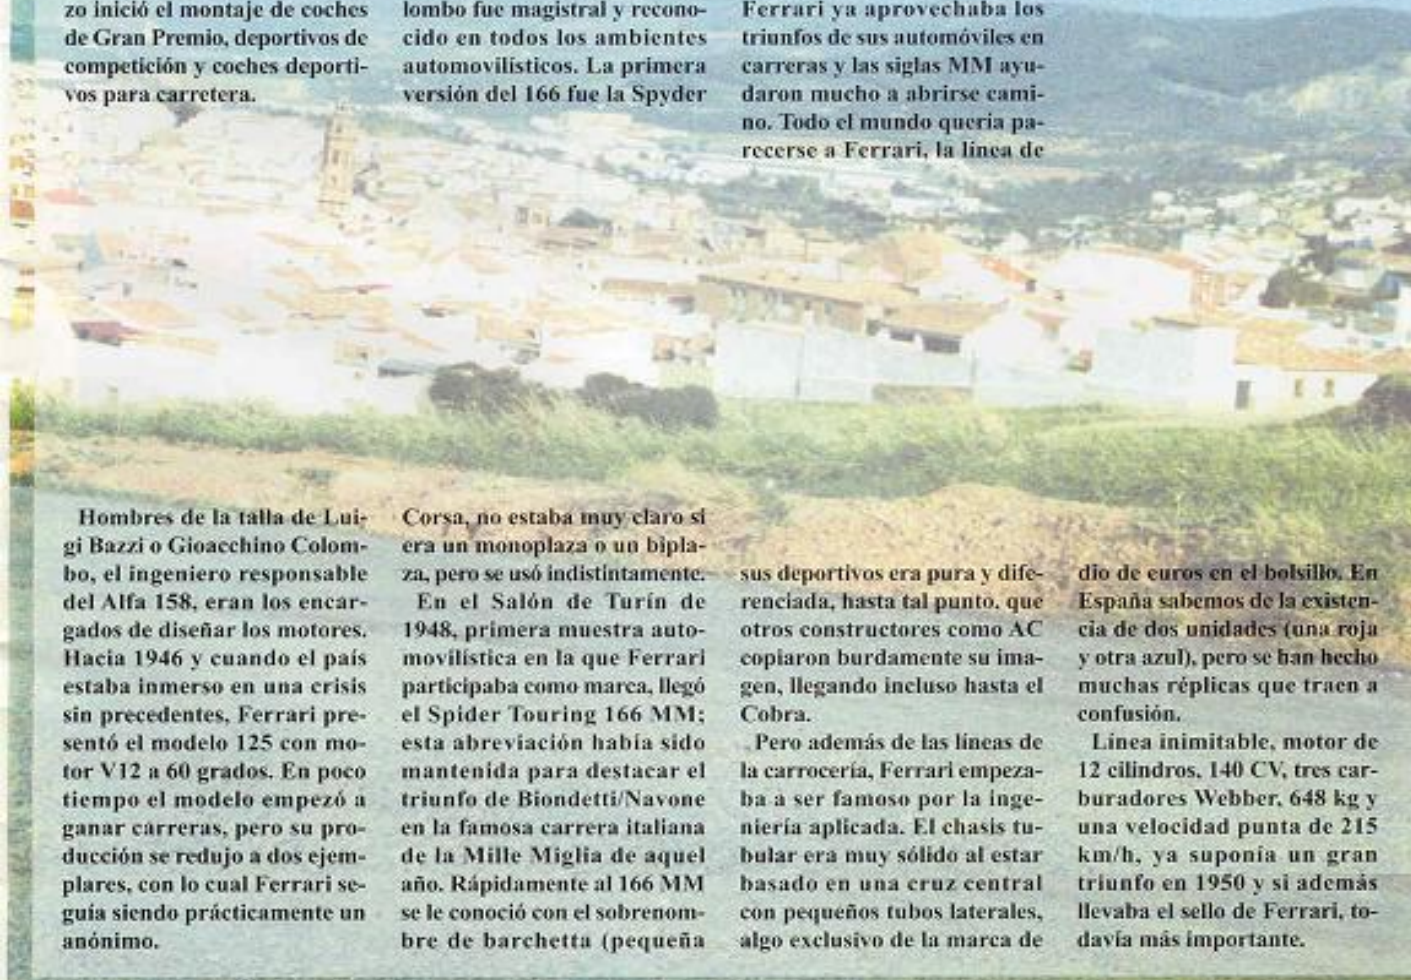 zo inició el montaje de coches
de Gran Premio, deportivos de
competición y coches deporti-
vos para carretera.
Hombres de la talla de Lui-
gi Bazzi o Gioacchino Colom-
bo, el ingeniero responsable
del Alfa 158, eran los encar-
gados de diseñar los motores.
Hacia 1946 y cuando el país
estaba inmerso en una crisis
sin precedentes, Ferrari pre-
sentó el modelo 125 con mo-
tor V12 a 60 grados. En poco
tiempo el modelo empezó a
ganar carreras, pero su pro-
ducción se redujo a dos ejem-
plares, con lo cual Ferrari se-
guía siendo prácticamente un
anónimo.
lombo fue magistral y recono-
cido en todos los ambientes
automovilísticos. La primera
versión del 166 fue la Spyder
Corsa, no estaba muy claro si
era un monoplaza o un bipla-
za, pero se usó indistintamente.
En el Salón de Turín de
1948, primera muestra auto-
movilística en la que Ferrari
participaba como marca, llegó
el Spider Touring 166 MM;
esta abreviación había sido
mantenida para destacar el
triunfo de Biondetti/Navone
en la famosa carrera italiana
de la Mille Miglia de aquel
año. Rápidamente al 166 MM
se le conoció con el sobrenom-
bre de barchetta (pequeña
Ferrari ya aprovechaba los
triunfos de sus automóviles en
carreras y las siglas MM ayu-
daron mucho a abrirse cami-
no. Todo el mundo quería pa-
recerse a Ferrari, la línea de
sus deportivos era pura y dife-
renciada, hasta tal punto, que
otros constructores como AC
copiaron burdamente su ima-
gen, llegando incluso hasta el
Cobra.
Pero además de las líneas de
la carrocería, Ferrari empeza-
ba a ser famoso por la inge-
niería aplicada. El chasis tu-
bular era muy sólido al estar
basado en una cruz central
con pequeños tubos laterales,
algo exclusivo de la marca de
dio de euros en el bolsillo. En
España sabemos de la existen-
cia de dos unidades (una roja
y otra azul), pero se han hecho
muchas réplicas que traen a
confusión.
Línea inimitable, motor de
12 cilindros, 140 CV, tres car-
buradores Webber, 648 kg y
una velocidad punta de 215
km/h, ya suponía un gran
triunfo en 1950 y si además
llevaba el sello de Ferrari, to-
davía más importante.